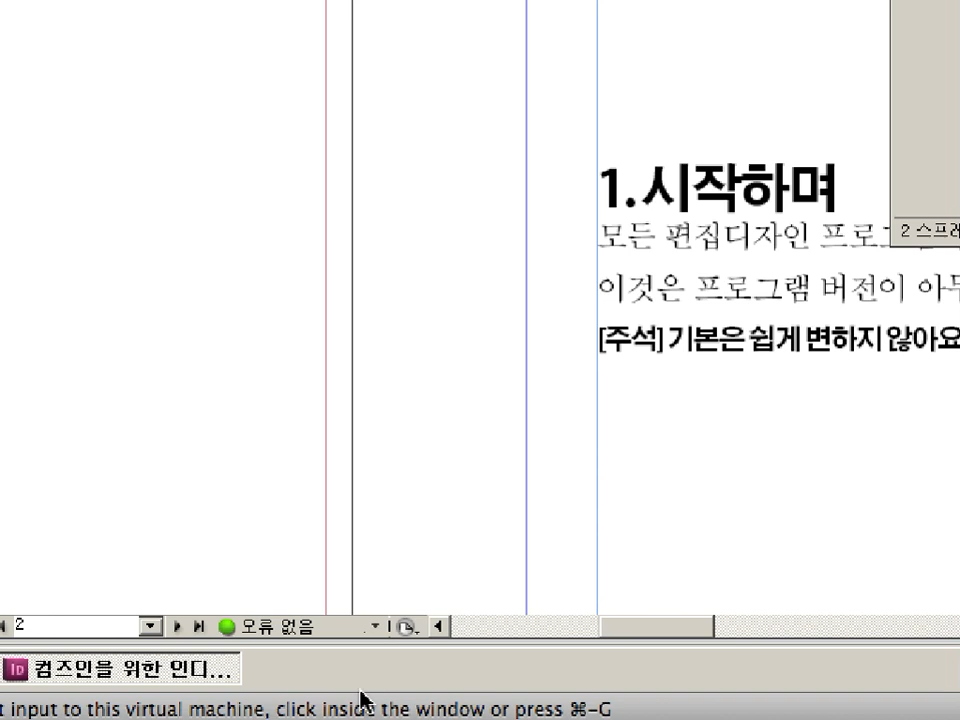 1. 시작하며
모든 편집디자인 프로
2 스프레
이것은 프로그램 버전이 아무
[주석] 기본은 쉽게 변하지 않아요
2
오류 없음
ID 컴즈인을 위한 인디...
t input to this virtual machine, click inside the window or press ⌘-G